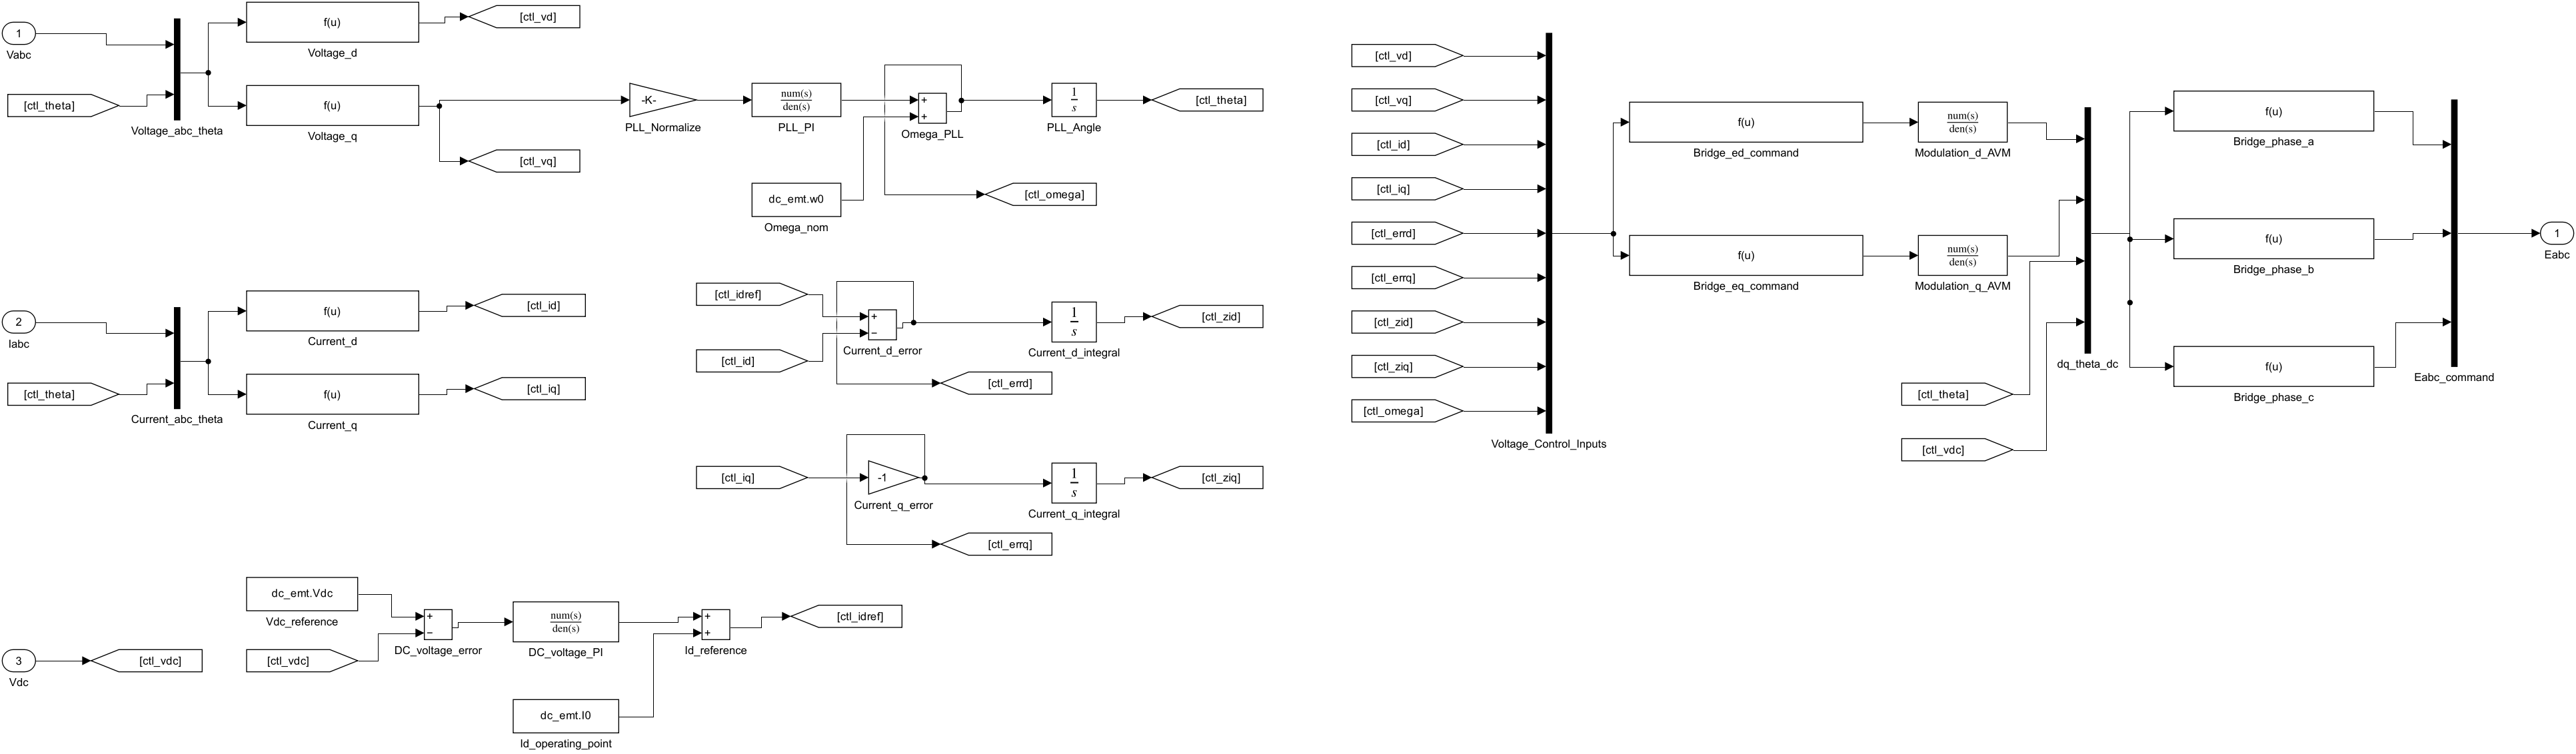 1
Vabc
[ctl_theta]
Voltage_abc_theta
f(u)
Voltage_d
[ctl_vd]
f(u)
Voltage_q
[ctl_vq]
-K-
PLL_Normalize
num(s)
den(s)
PLL_PI
+
+
Omega_PLL
1
s
PLL_Angle
[ctl_theta]
dc_emt.w0
Omega_nom
[ctl_omega]
2
Iabc
[ctl_theta]
Current_abc_theta
f(u)
Current_d
[ctl_id]
f(u)
Current_q
[ctl_iq]
[ctl_idref]
[ctl_id]
+
−
Current_d_error
1
s
Current_d_integral
[ctl_zid]
[ctl_errd]
[ctl_iq]
-1
Current_q_error
1
s
Current_q_integral
[ctl_ziq]
[ctl_errq]
3
Vdc
[ctl_vdc]
dc_emt.Vdc
Vdc_reference
[ctl_vdc]
+
−
DC_voltage_error
num(s)
den(s)
DC_voltage_PI
+
+
Id_reference
[ctl_idref]
dc_emt.I0
Id_operating_point
[ctl_vd]
[ctl_vq]
[ctl_id]
[ctl_iq]
[ctl_errd]
[ctl_errq]
[ctl_zid]
[ctl_ziq]
[ctl_omega]
Voltage_Control_Inputs
f(u)
Bridge_ed_command
num(s)
den(s)
Modulation_d_AVM
f(u)
Bridge_eq_command
num(s)
den(s)
Modulation_q_AVM
[ctl_theta]
[ctl_vdc]
dq_theta_dc
f(u)
Bridge_phase_a
f(u)
Bridge_phase_b
f(u)
Bridge_phase_c
Eabc_command
1
Eabc